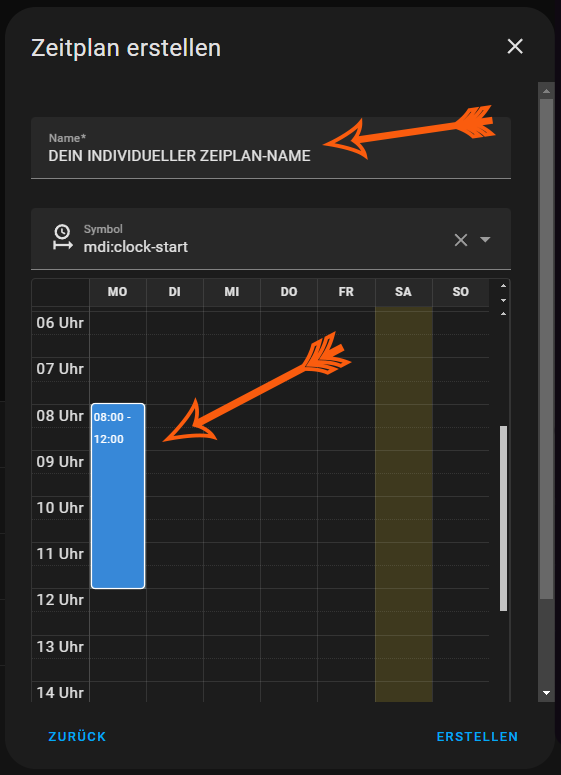 Zeitplan erstellen
Name*
DEIN INDIVIDUELLER ZEIPLAN-NAME
Symbol
mdi:clock-start
MO DI MI DO FR SA SO
06 Uhr
07 Uhr
08 Uhr
08:00 -
12:00
09 Uhr
10 Uhr
11 Uhr
12 Uhr
13 Uhr
14 Uhr
ZURÜCK ERSTELLEN